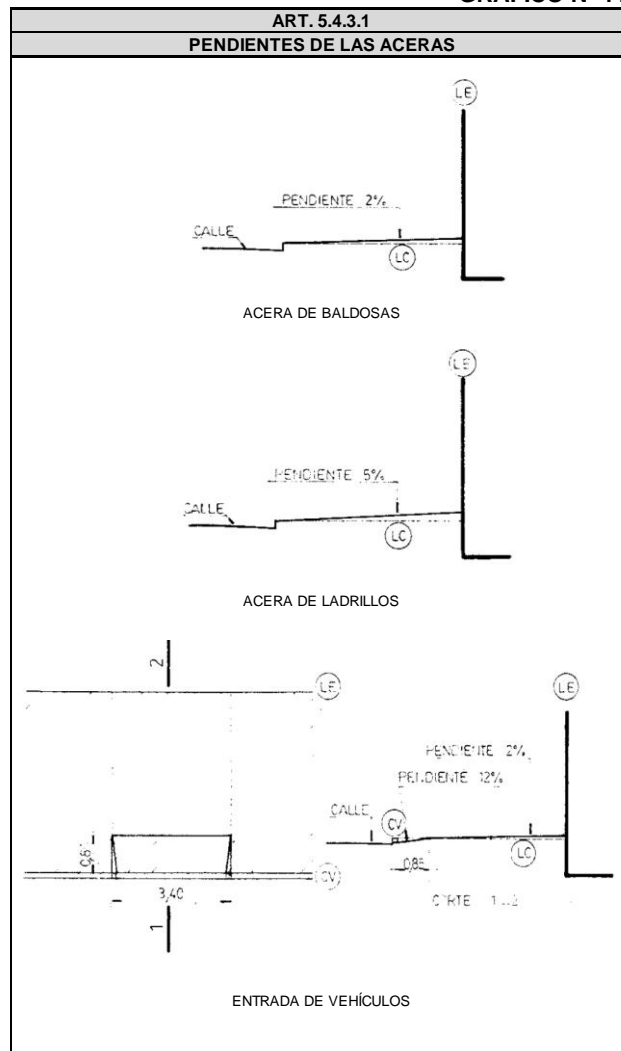 ART. 5.4.3.1
PENDIENTES DE LAS ACERAS
LE
PENDIENTE 2%
CALLE
LC
ACERA DE BALDOSAS
LE
PENDIENTE 5%
CALLE
LC
ACERA DE LADRILLOS
2
LE
LE
PENDIENTE 2%
PENDIENTE 12%
CALLE
CV
LC
0,85
CV
3,40
1
ENTRADA DE VEHÍCULOS